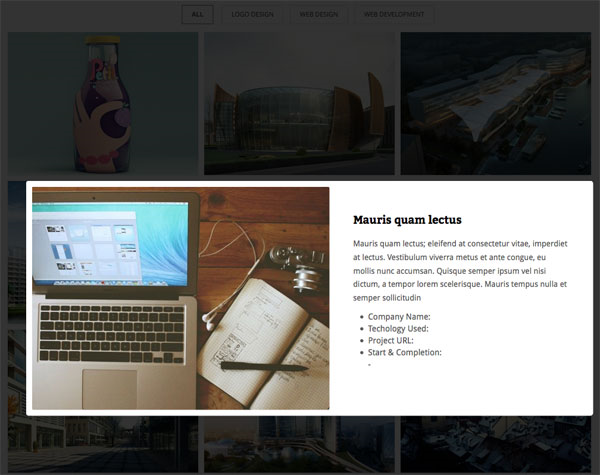 ALL
LOGO DESIGN
WEB DESIGN
WEB DEVELOPMENT
Mauris quam lectus
Mauris quam lectus; eleifend at consectetur vitae, imperdiet
at lectus. Vestibulum viverra metus et ante congue, eu
mollis nunc accumsan. Quisque semper ipsum vel nisi
dictum, a tempor lorem scelerisque. Mauris tempus nulla et
semper sollicitudin
Company Name:
Techology Used:
Project URL:
Start & Completion:
-